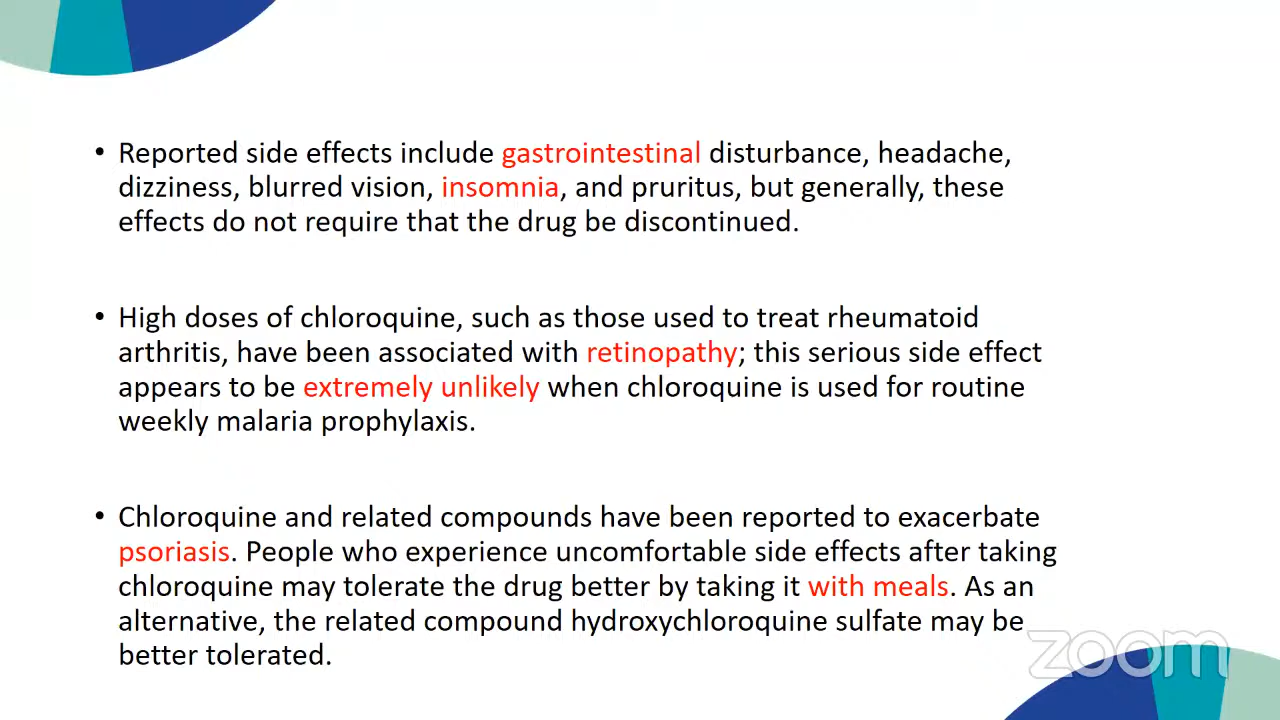 • Reported side effects include gastrointestinal disturbance, headache,
dizziness, blurred vision, insomnia, and pruritus, but generally, these
effects do not require that the drug be discontinued.
• High doses of chloroquine, such as those used to treat rheumatoid
arthritis, have been associated with retinopathy; this serious side effect
appears to be extremely unlikely when chloroquine is used for routine
weekly malaria prophylaxis.
• Chloroquine and related compounds have been reported to exacerbate
psoriasis. People who experience uncomfortable side effects after taking
chloroquine may tolerate the drug better by taking it with meals. As an
alternative, the related compound hydroxychloroquine sulfate may be
better tolerated.
zoom